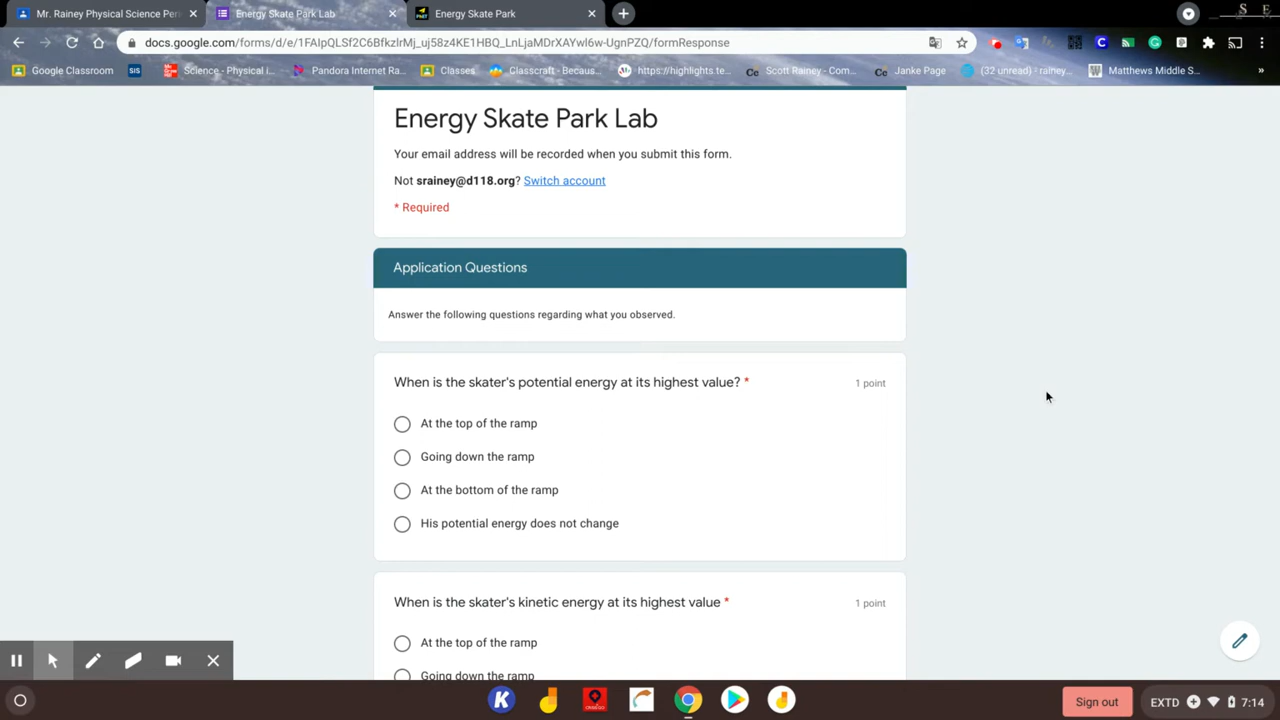 Mr. Rainey Physical Science Peri
Energy Skate Park Lab
Energy Skate Park
S E
docs.google.com/forms/d/e/1FAIpQLSf2C6BfkzlrMj_uj58z4KE1HBQ_LnLjaMDrXAYwl6w-UgnPZQ/formResponse
Google Classroom
SIS
Science - Physical i...
Pandora Internet Ra...
Classes
Classcraft - Becaus...
https://highlights.te...
Scott Rainey - Com...
Janke Page
(32 unread) - rainey...
Matthews Middle S...
»
Energy Skate Park Lab
Your email address will be recorded when you submit this form.
Not srainey@d118.org? Switch account
* Required
Application Questions
Answer the following questions regarding what you observed.
When is the skater's potential energy at its highest value? *
1 point
At the top of the ramp
Going down the ramp
At the bottom of the ramp
His potential energy does not change
When is the skater's kinetic energy at its highest value *
1 point
At the top of the ramp
Going down the ramp
Sign out
EXTD
7:14